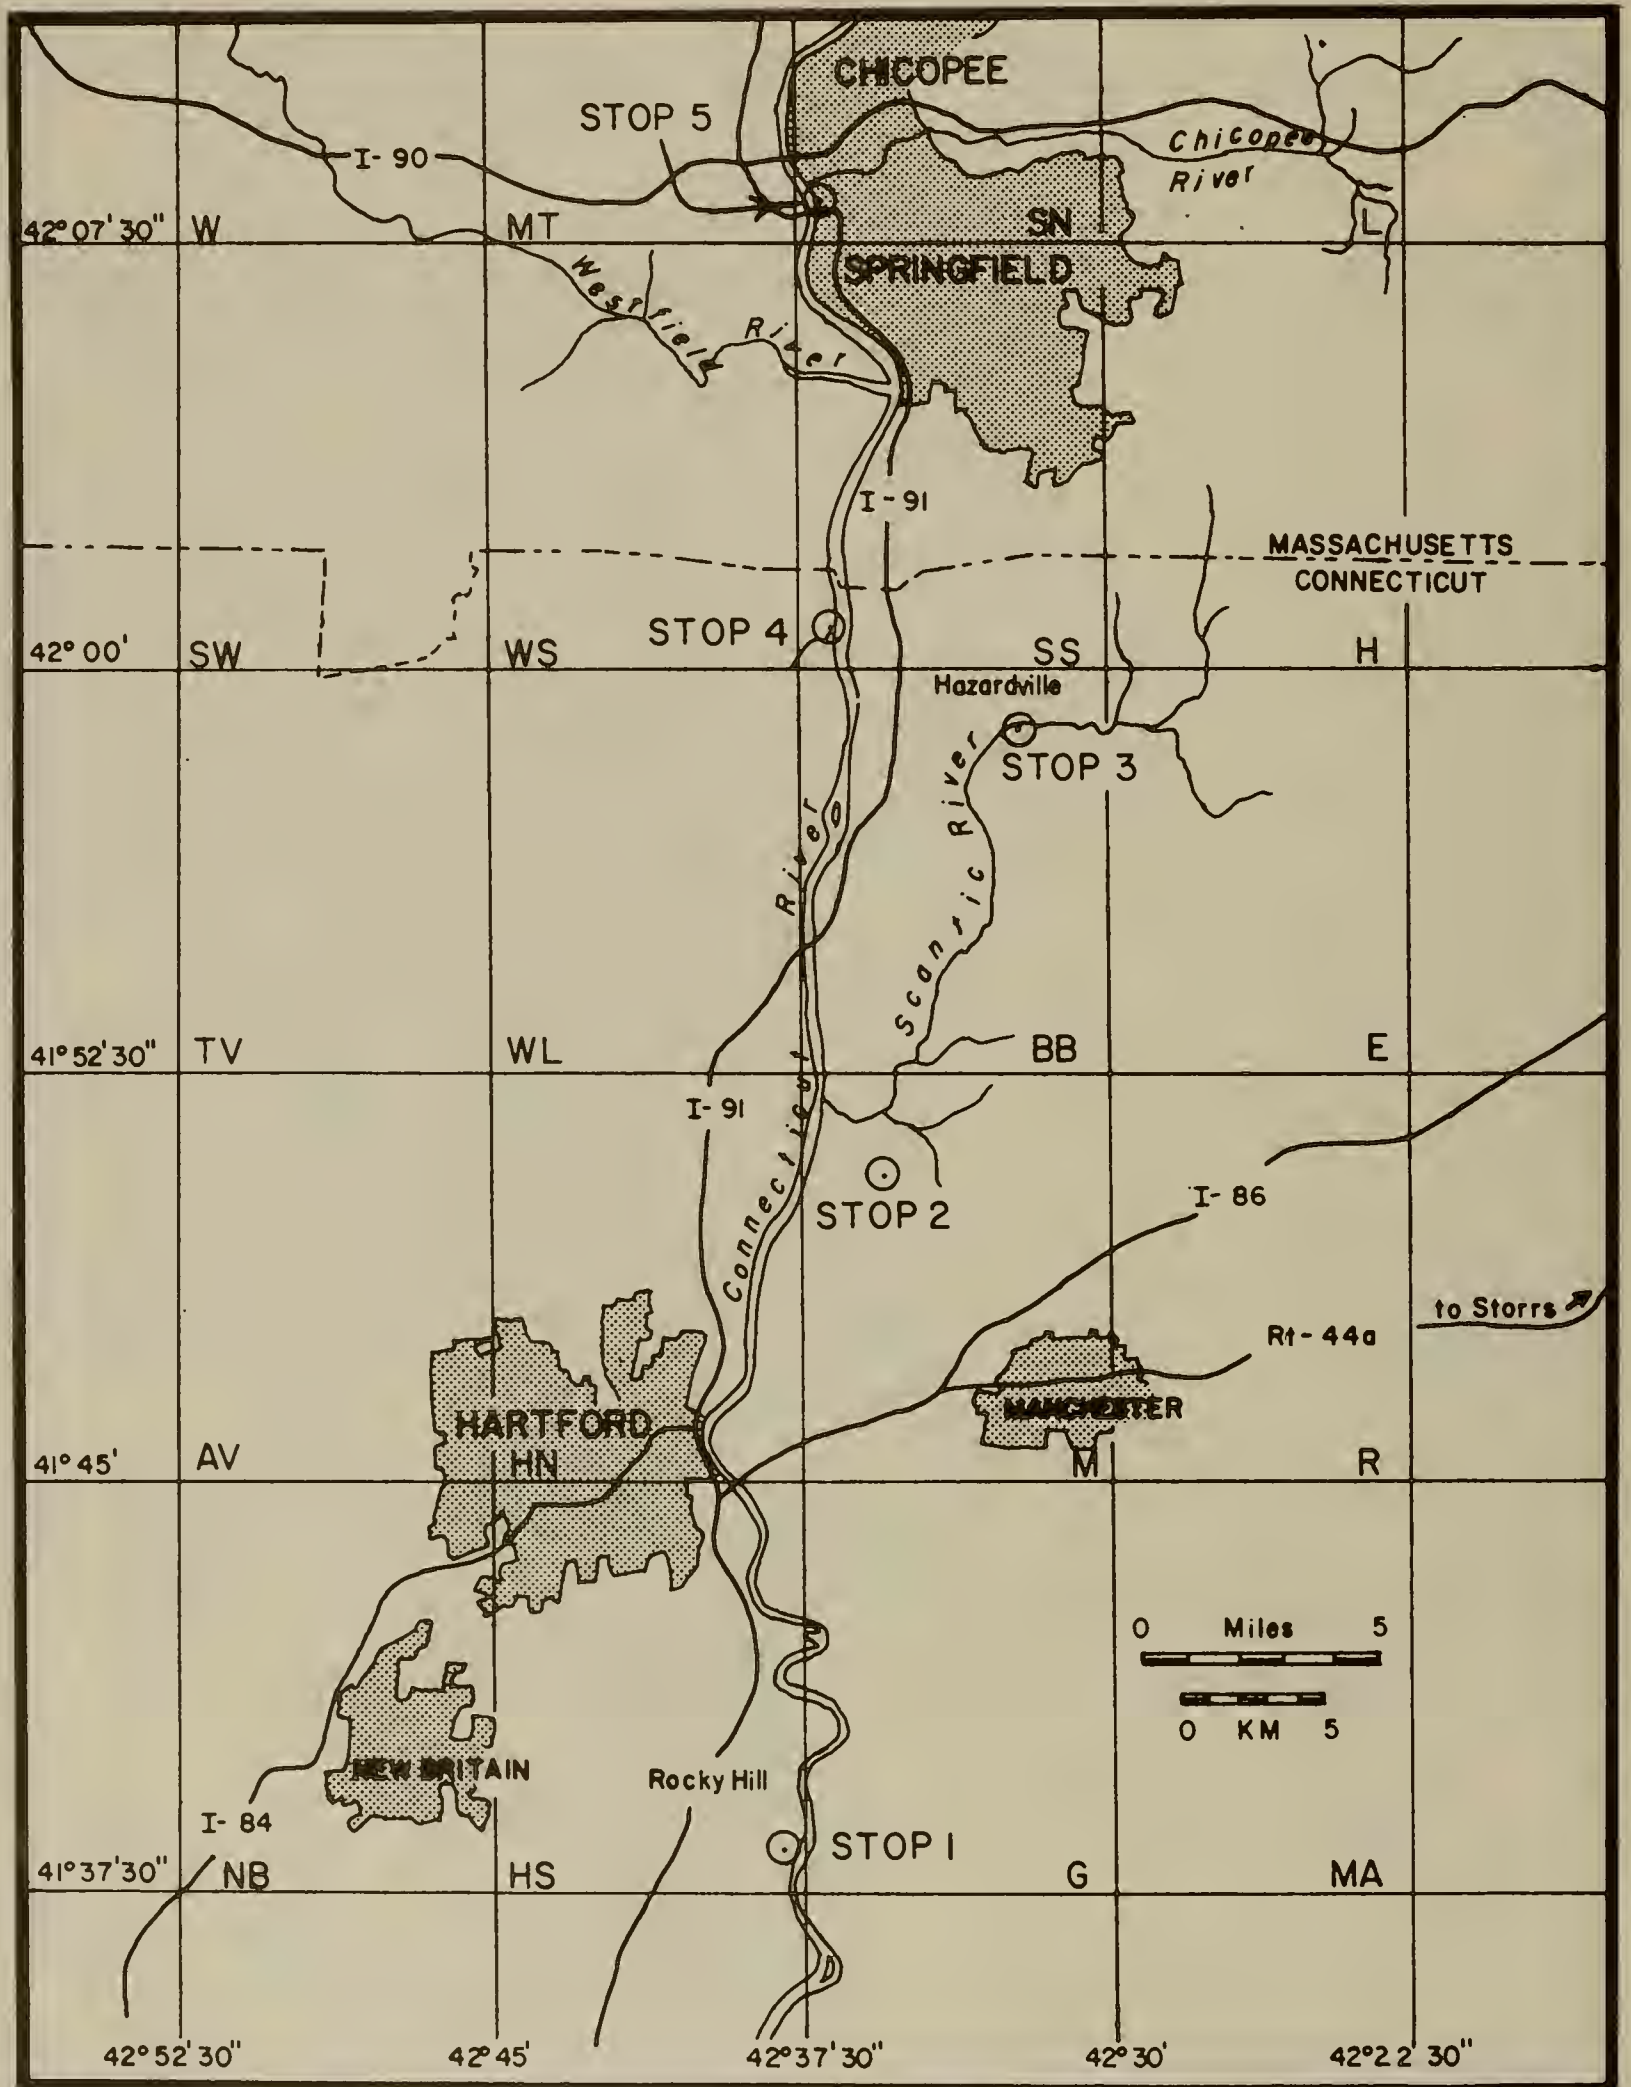 CHICOPEE
STOP 5
Chicopee
River
I-90
42°07'30" W MT SN L
SPRINGFIELD
Westfield River
I-91
MASSACHUSETTS
CONNECTICUT
STOP 4
42°00' SW WS SS H
Hazardville
STOP 3
Scantic River
Connecticut River
41°52'30" TV WL BB E
I-91
I-86
STOP 2
to Storrs
Rt-44a
HARTFORD
MANCHESTER
41°45' AV HN M R
0 Miles 5
0 KM 5
NEW BRITAIN
Rocky Hill
I-84
STOP 1
41°37'30" NB HS G MA
42°52'30" 42°45' 42°37'30" 42°30' 42°22'30"